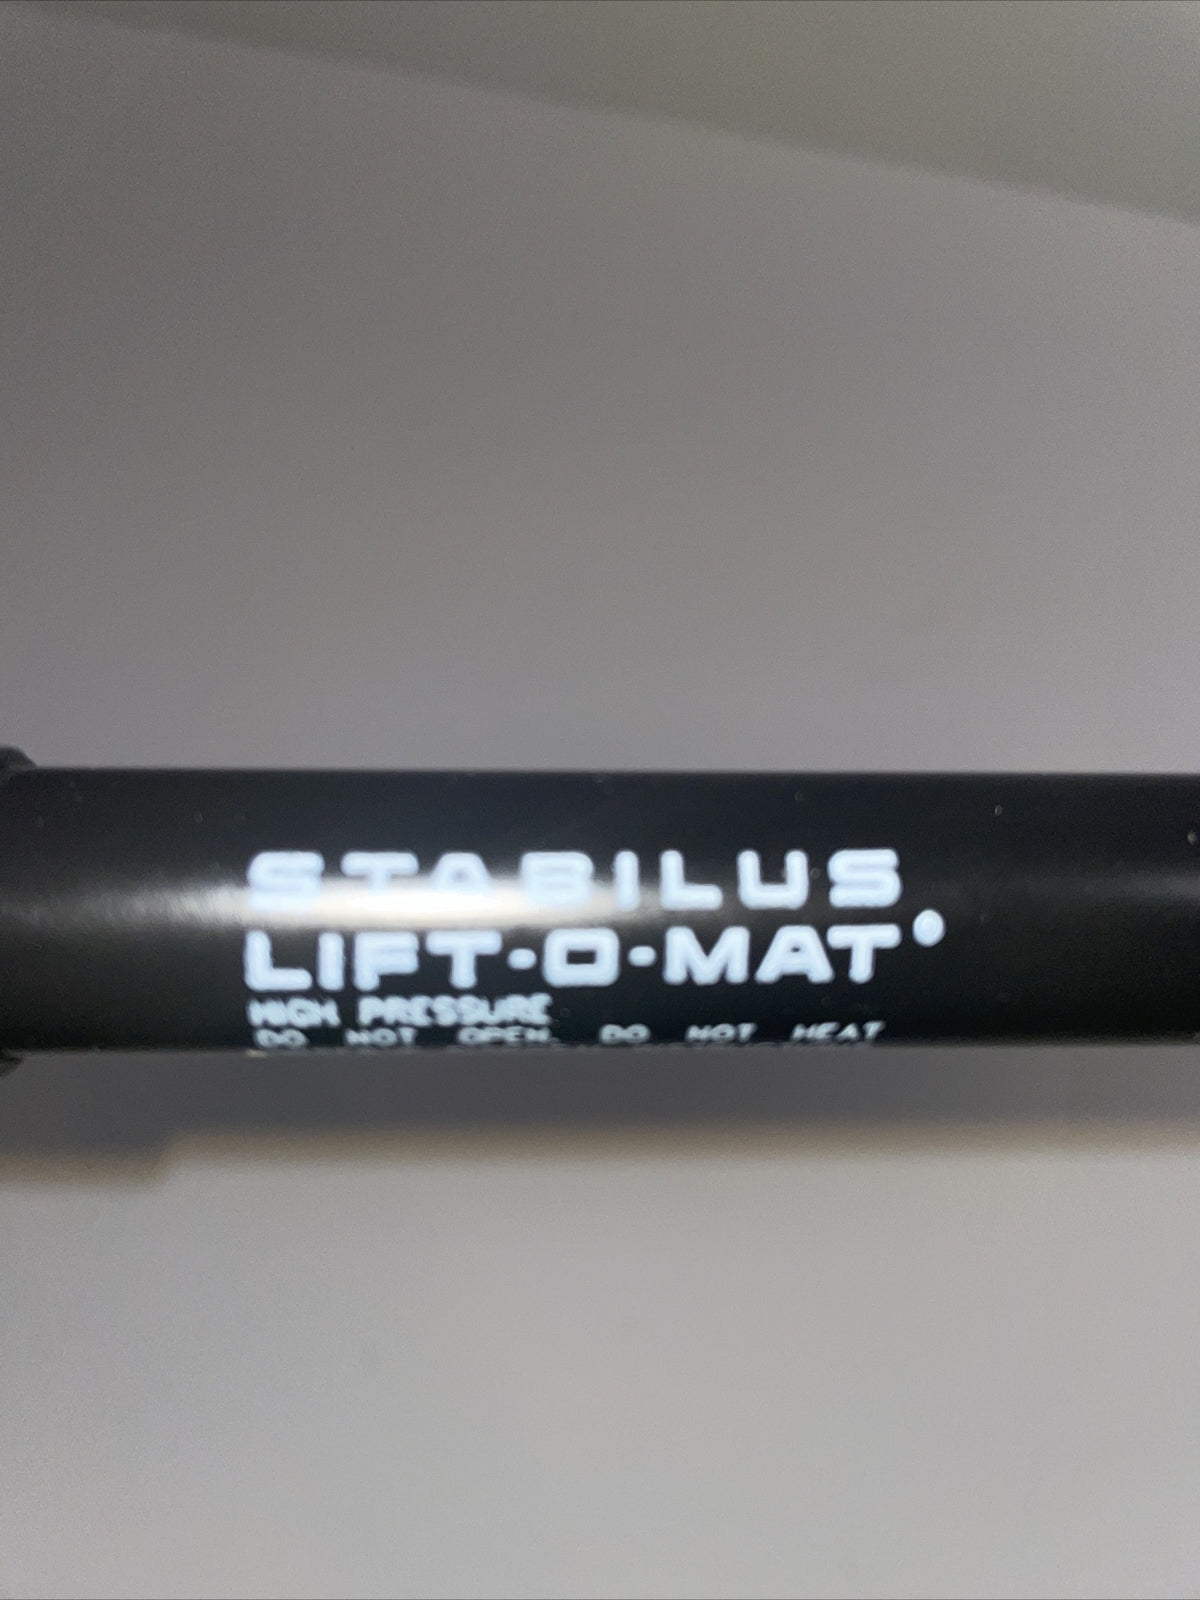 STABILUS
LIFT-O-MAT®
HIGH PRESSURE
DO NOT OPEN. DO NOT HEAT